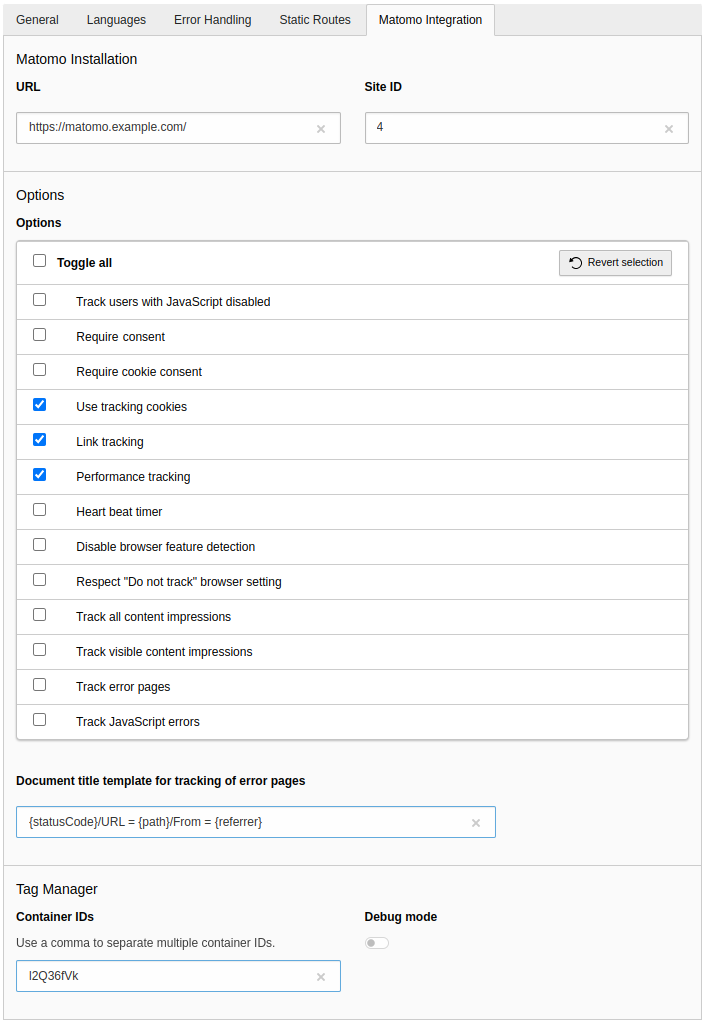 General Languages Error Handling Static Routes Matomo Integration
Matomo Installation
URL Site ID
https://matomo.example.com/ 4
Options
Options
Toggle all Revert selection
Track users with JavaScript disabled
Require consent
Require cookie consent
Use tracking cookies
Link tracking
Performance tracking
Heart beat timer
Disable browser feature detection
Respect "Do not track" browser setting
Track all content impressions
Track visible content impressions
Track error pages
Track JavaScript errors
Document title template for tracking of error pages
{statusCode}/URL = {path}/From = {referrer}
Tag Manager
Container IDs Debug mode
Use a comma to separate multiple container IDs.
l2Q36fVk